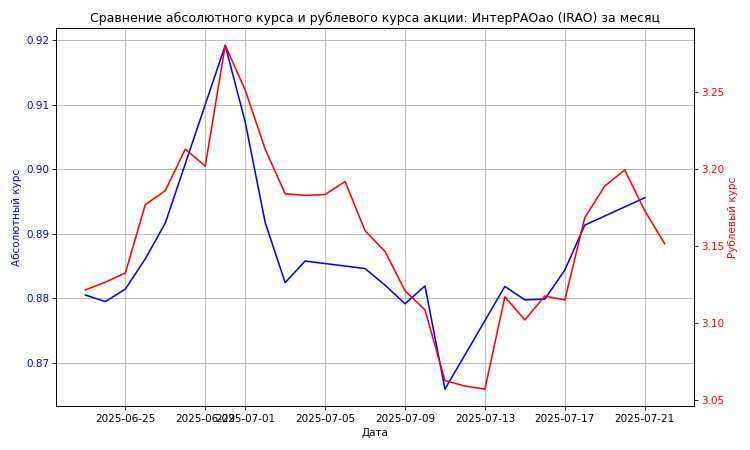 Сравнение абсолютного курса и рублевого курса акции: ИнтерРАОао (IRAO) за месяц
0.92
0.91
0.90
0.89
0.88
0.87
Абсолютный курс
3.25
3.20
3.15
3.10
3.05
Рублевый курс
2025-06-25 2025-06-29 2025-07-01 2025-07-05 2025-07-09 2025-07-13 2025-07-17 2025-07-21
Дата